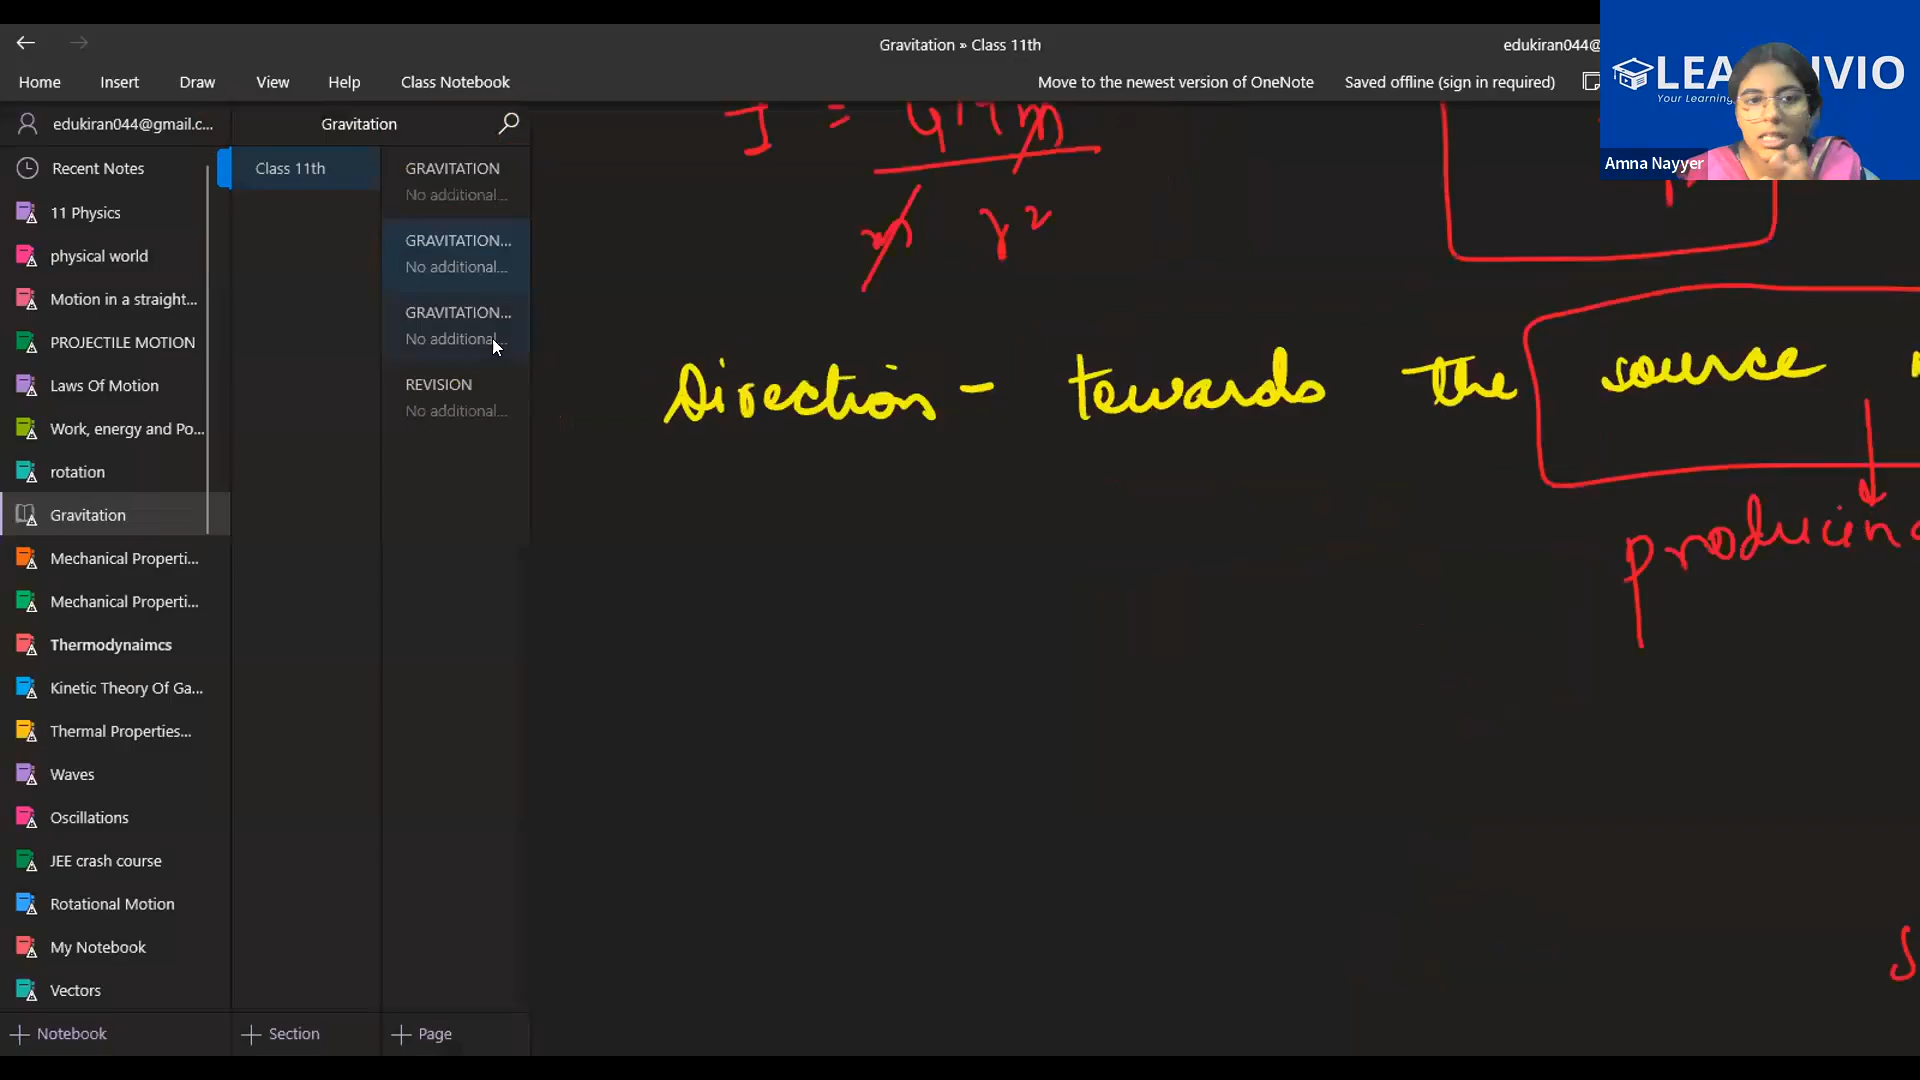 Gravitation » Class 11th
edukiran044@
Home Insert Draw View Help Class Notebook
Move to the newest version of OneNote Saved offline (sign in required)
Your Learning
Amna Nayyer
edukiran044@gmail.c...
Gravitation
Recent Notes
11 Physics
physical world
Motion in a straight...
PROJECTILE MOTION
Laws Of Motion
Work, energy and Po...
rotation
Gravitation
Mechanical Properti...
Mechanical Properti...
Thermodynaimcs
Kinetic Theory Of Ga...
Thermal Properties...
Waves
Oscillations
JEE crash course
Rotational Motion
My Notebook
Vectors
Notebook
Class 11th
Section
GRAVITATION
No additional...
GRAVITATION...
No additional...
GRAVITATION...
No additional...
REVISION
No additional...
Page
I = GMm
m r²
Direction - towards the source
producing